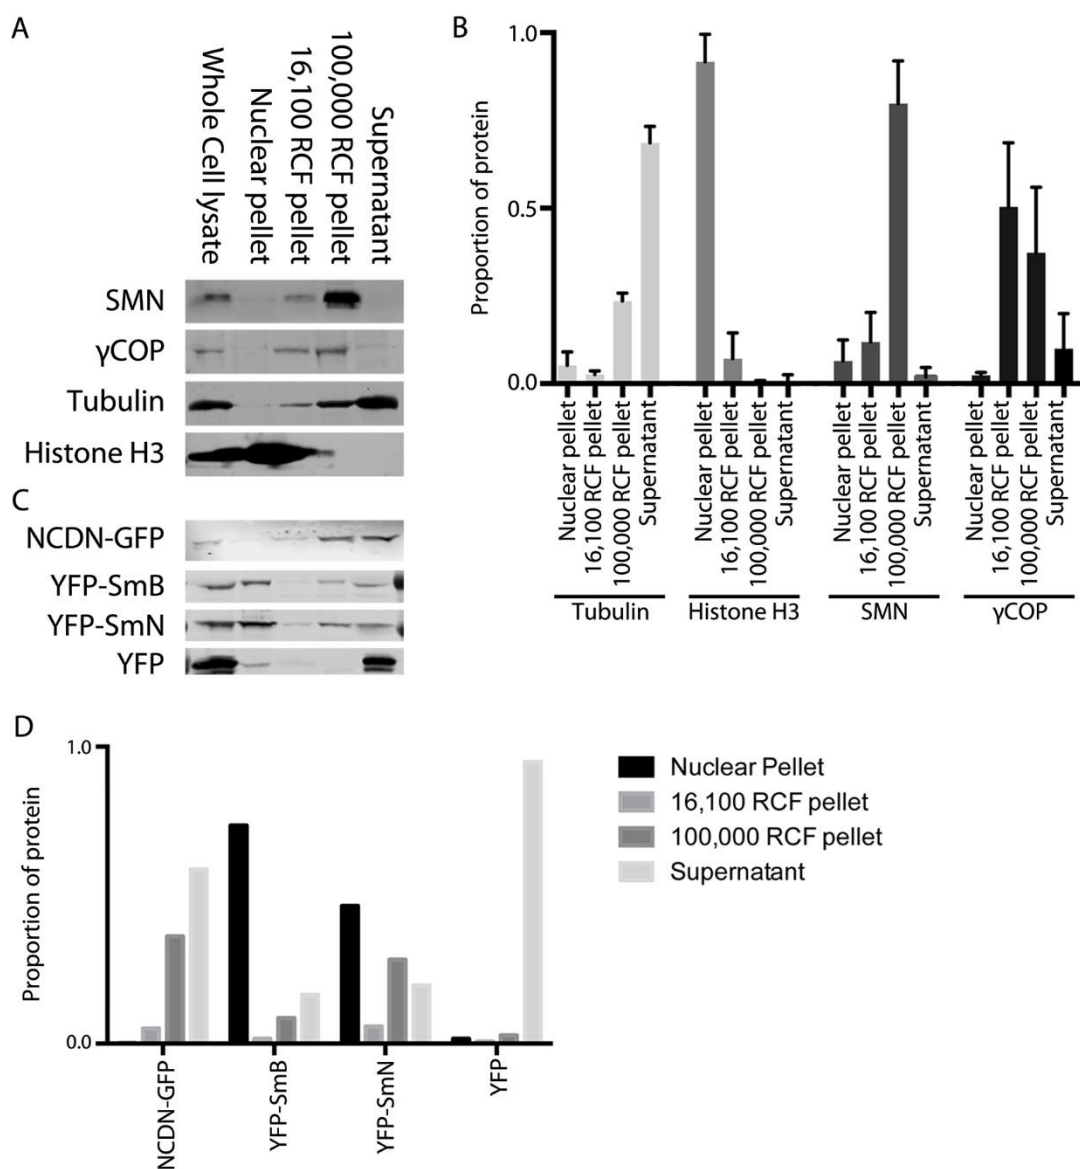 A
Whole Cell lysate
Nuclear pellet
16,100 RCF pellet
100,000 RCF pellet
Supernatant
SMN
γCOP
Tubulin
Histone H3
B
Proportion of protein
1.0
0.5
0.0
Nuclear pellet
16,100 RCF pellet
100,000 RCF pellet
Supernatant
Nuclear pellet
16,100 RCF pellet
100,000 RCF pellet
Supernatant
Nuclear pellet
16,100 RCF pellet
100,000 RCF pellet
Supernatant
Nuclear pellet
16,100 RCF pellet
100,000 RCF pellet
Supernatant
Tubulin
Histone H3
SMN
γCOP
C
NCDN-GFP
YFP-SmB
YFP-SmN
YFP
D
Proportion of protein
1.0
0.0
NCDN-GFP
YFP-SmB
YFP-SmN
YFP
Nuclear Pellet
16,100 RCF pellet
100,000 RCF pellet
Supernatant